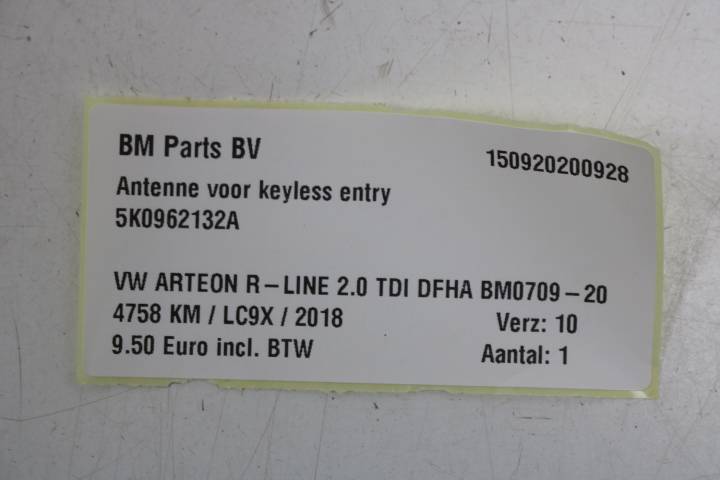 BM Parts BV
150920200928
Antenne voor keyless entry
5K0962132A
VW ARTEON R-LINE 2.0 TDI DFHA BM0709-20
4758 KM / LC9X / 2018
Verz: 10
9.50 Euro incl. BTW
Aantal: 1